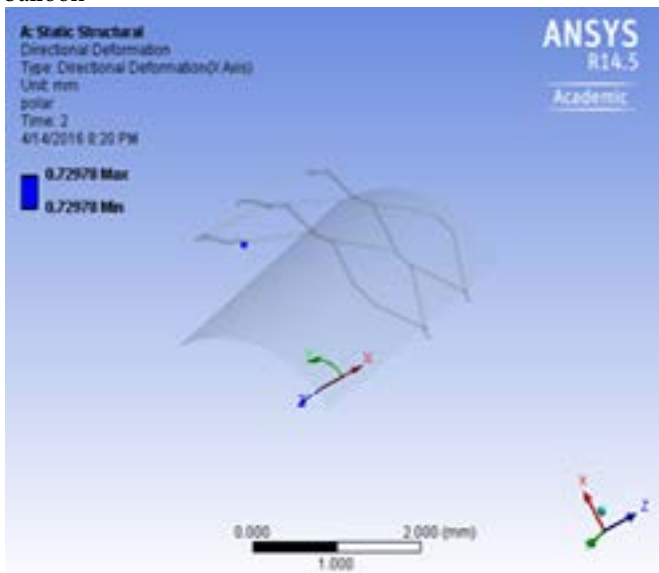 balloon
A: Static Structural
Directional Deformation
Type: Directional Deformation(X Axis)
Unit: mm
polar
Time: 2
4/14/2016 8:20 PM
0.72978 Max
0.72978 Min
ANSYS
R14.5
Academic
X
Z
X
Z
0.000
2.000 (mm)
1.000